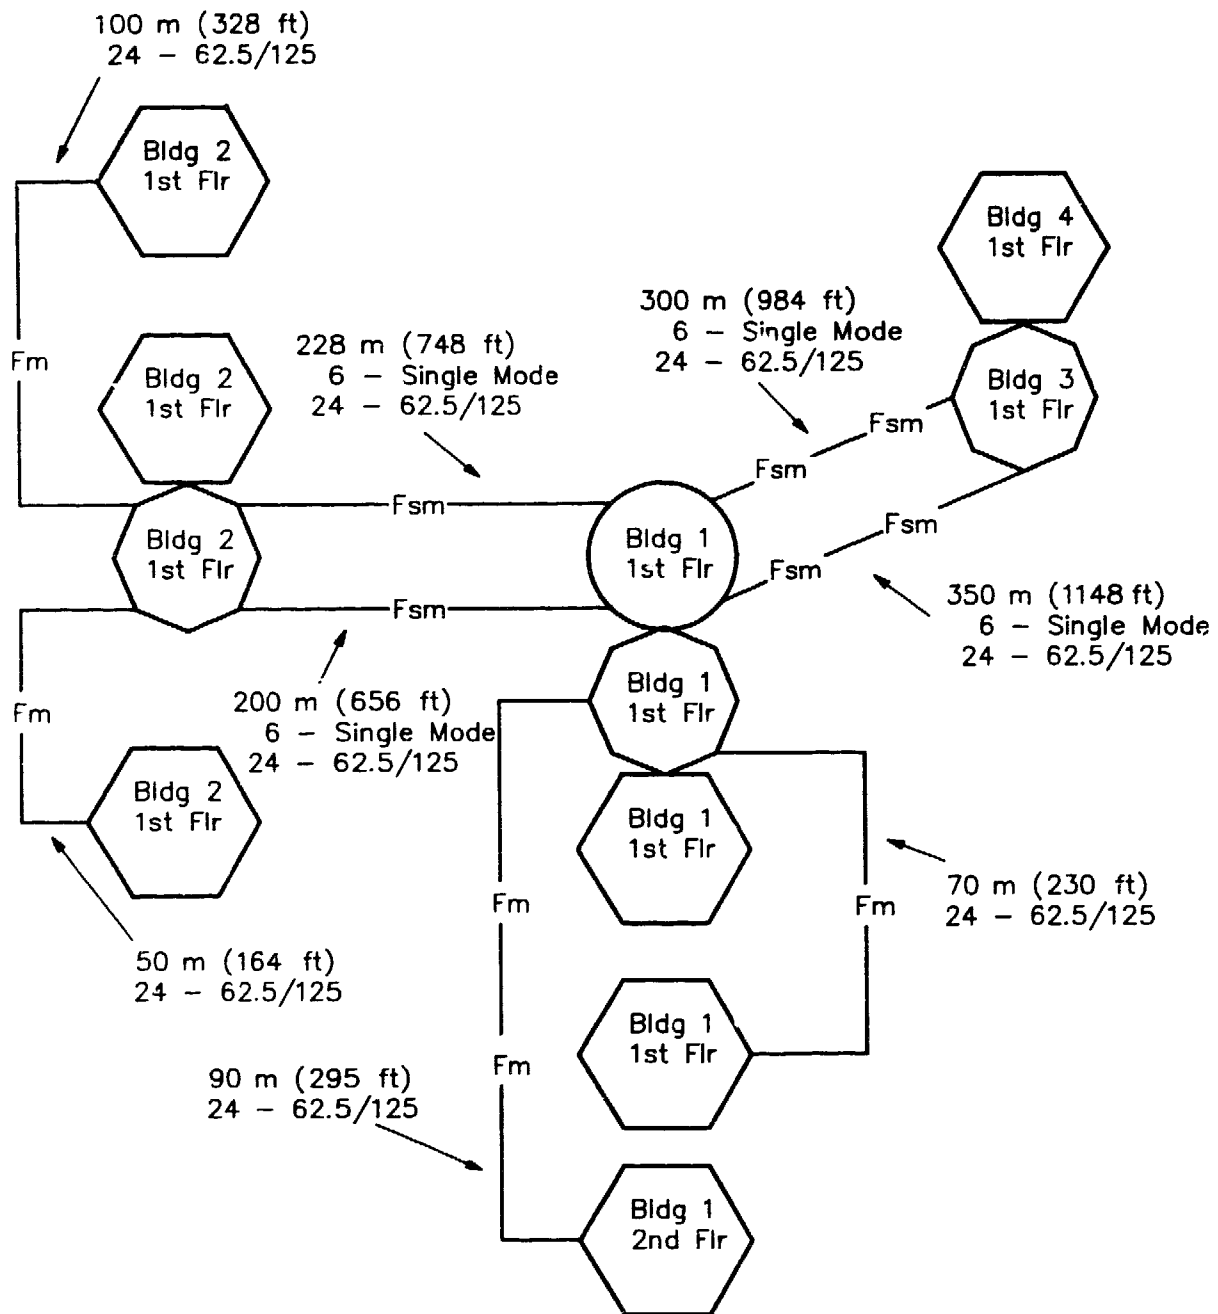 100 m (328 ft)
24 - 62.5/125
Bldg 2
1st Flr
Bldg 4
1st Flr
300 m (984 ft)
6 - Single Mode
24 - 62.5/125
228 m (748 ft)
6 - Single Mode
24 - 62.5/125
Fm
Bldg 2
1st Flr
Bldg 3
1st Flr
Fsm
Fsm
Fsm
Fsm
Bldg 2
1st Flr
Bldg 1
1st Flr
Fsm
Fsm
350 m (1148 ft)
6 - Single Mode
24 - 62.5/125
200 m (656 ft)
6 - Single Mode
24 - 62.5/125
Fm
Bldg 1
1st Flr
Bldg 2
1st Flr
Bldg 1
1st Flr
70 m (230 ft)
24 - 62.5/125
Fm
Fm
50 m (164 ft)
24 - 62.5/125
Bldg 1
1st Flr
Fm
90 m (295 ft)
24 - 62.5/125
Bldg 1
2nd Flr